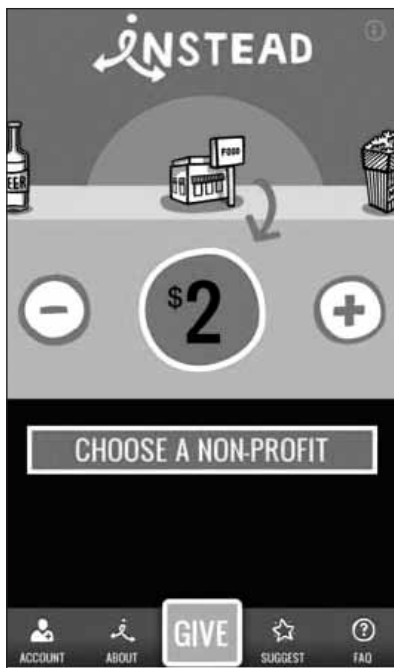 iNSTEAD
FOOD
BEER
$2
CHOOSE A NON-PROFIT
GIVE
ACCOUNT
ABOUT
SUGGEST
FAQ